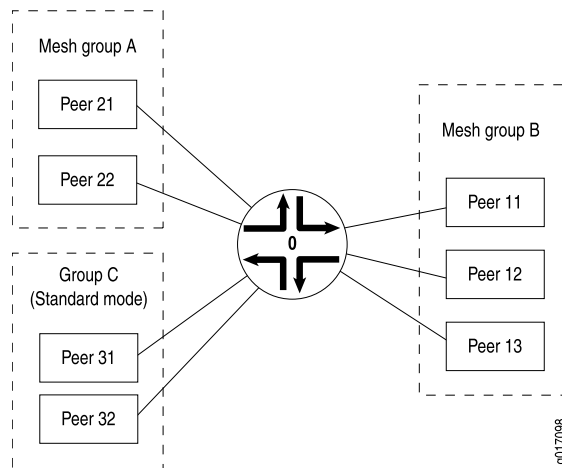 Mesh group A
Peer 21
Peer 22
Group C
(Standard mode)
Peer 31
Peer 32
0
Mesh group B
Peer 11
Peer 12
Peer 13
g017098